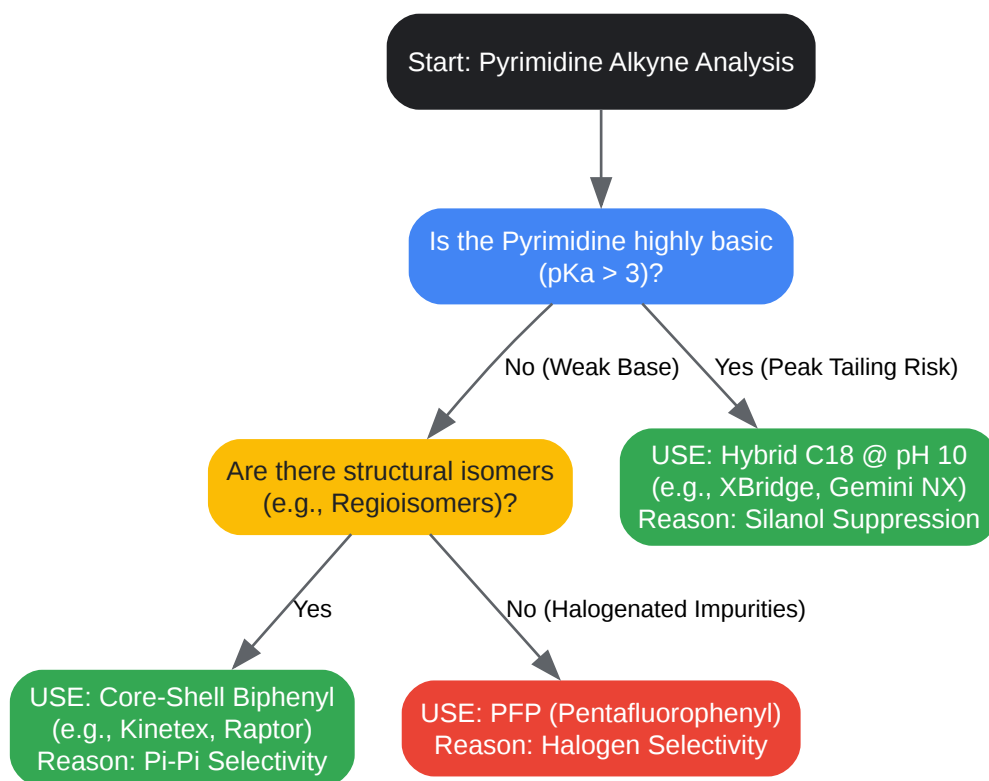 Start: Pyrimidine Alkyne Analysis
Is the Pyrimidine highly basic
(pKa > 3)?
No (Weak Base)
Yes (Peak Tailing Risk)
Are there structural isomers
(e.g., Regioisomers)?
USE: Hybrid C18 @ pH 10
(e.g., XBridge, Gemini NX)
Reason: Silanol Suppression
Yes
No (Halogenated Impurities)
USE: Core-Shell Biphenyl
(e.g., Kinetex, Raptor)
Reason: Pi-Pi Selectivity
USE: PFP (Pentafluorophenyl)
Reason: Halogen Selectivity